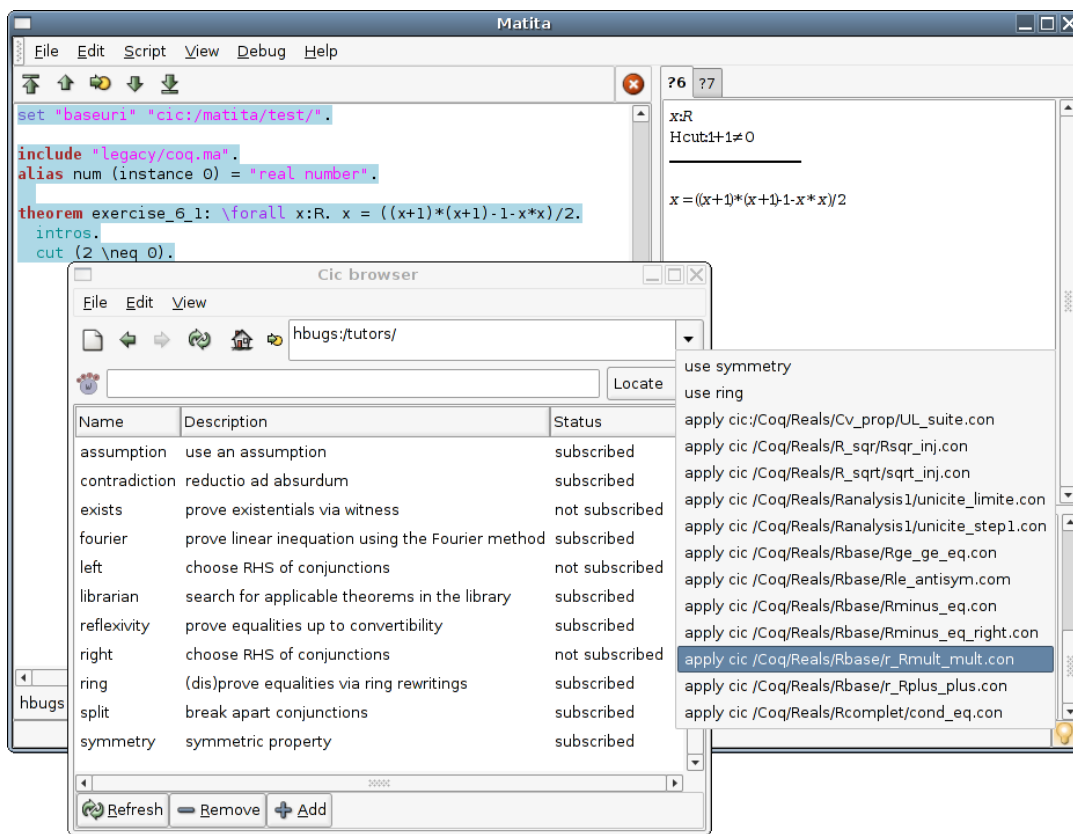 Matita
File Edit Script View Debug Help
?6 ?7
set "baseuri" "cic:/matita/test/".
include "legacy/coq.ma".
alias num (instance 0) = "real number".
theorem exercise_6_1: \forall x:R. x = ((x+1)*(x+1)-1-x*x)/2.
intros.
cut (2 \neq 0).
x:R
Hcut:1+1≠0
x=((x+1)*(x+1)-1-x*x)/2
hbugs
Cic browser
File Edit View
hbugs:/tutors/
W
Locate
Name Description Status
assumption use an assumption subscribed
contradiction reductio ad absurdum subscribed
exists prove existentials via witness not subscribed
fourier prove linear inequation using the Fourier method subscribed
left choose RHS of conjunctions not subscribed
librarian search for applicable theorems in the library subscribed
reflexivity prove equalities up to convertibility subscribed
right choose RHS of conjunctions not subscribed
ring (dis)prove equalities via ring rewritings subscribed
split break apart conjunctions subscribed
symmetry symmetric property subscribed
Refresh Remove Add
use symmetry
use ring
apply cic:/Coq/Reals/Cv_prop/UL_suite.con
apply cic /Coq/Reals/R_sqr/Rsqr_inj.con
apply cic /Coq/Reals/R_sqrt/sqrt_inj.con
apply cic /Coq/Reals/Ranalysis1/unicite_limite.con
apply cic /Coq/Reals/Ranalysis1/unicite_step1.con
apply cic /Coq/Reals/Rbase/Rge_ge_eq.con
apply cic /Coq/Reals/Rbase/Rle_antisym.com
apply cic /Coq/Reals/Rbase/Rminus_eq.con
apply cic /Coq/Reals/Rbase/Rminus_eq_right.con
apply cic /Coq/Reals/Rbase/r_Rmult_mult.con
apply cic /Coq/Reals/Rbase/r_Rplus_plus.con
apply cic /Coq/Reals/Rcomplet/cond_eq.con